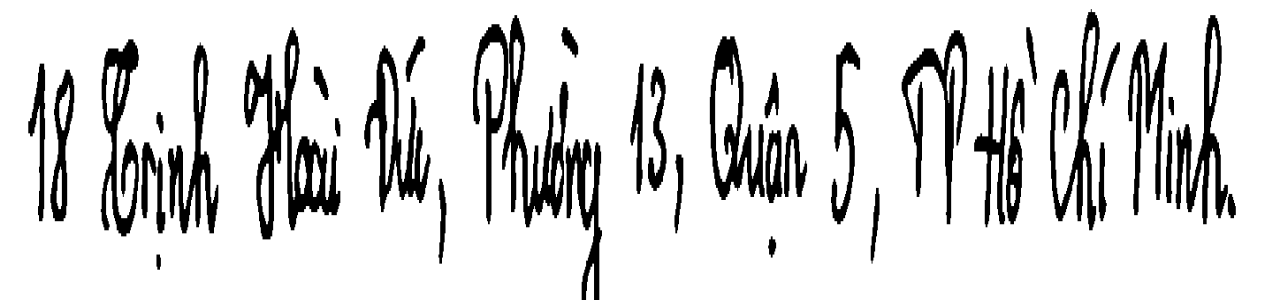 18 Trịnh Hoài Đức, Phường 13, Quận 5, TP Hồ Chí Minh.